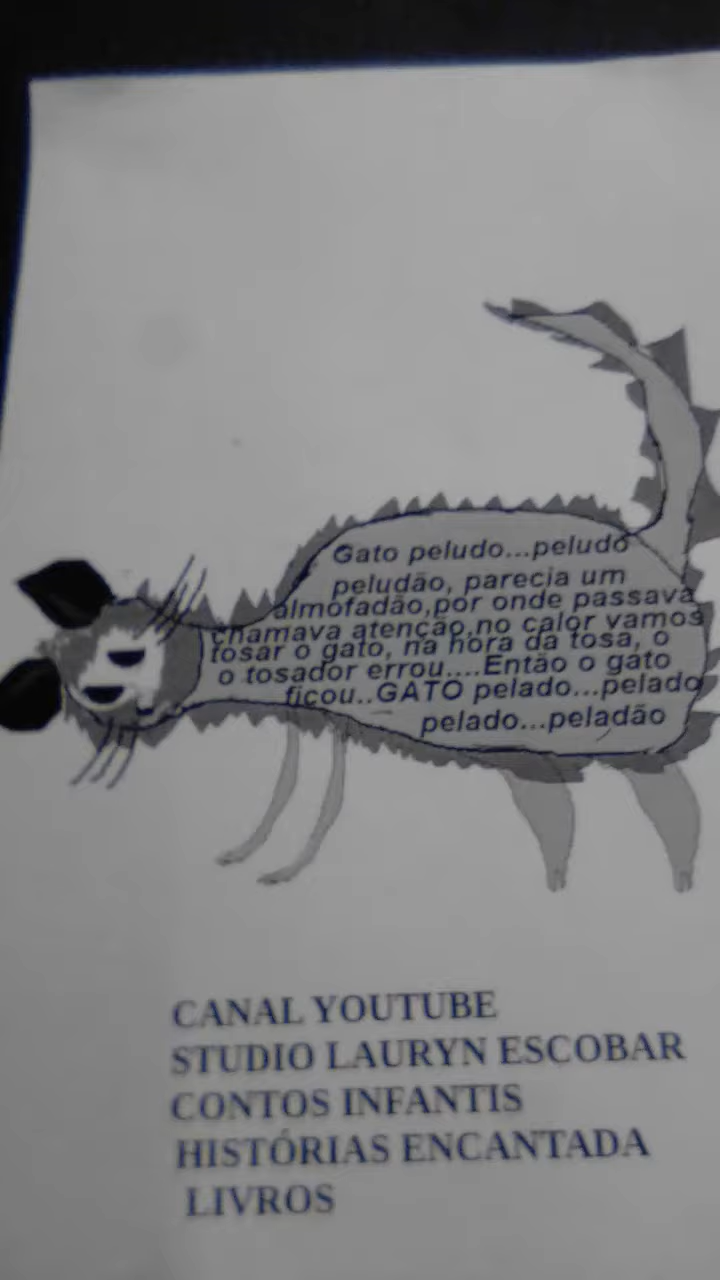 Gato peludo...peludo
peludão, parecia um
almofadão,por onde passava
chamava atenção,no calor vamos
tosar o gato, na hora da tosa, o
o tosador errou....Então o gato
ficou..GATO pelado...pelado
pelado...peladão
CANAL YOUTUBE
STUDIO LAURYN ESCOBAR
CONTOS INFANTIS
HISTÓRIAS ENCANTADA
LIVROS